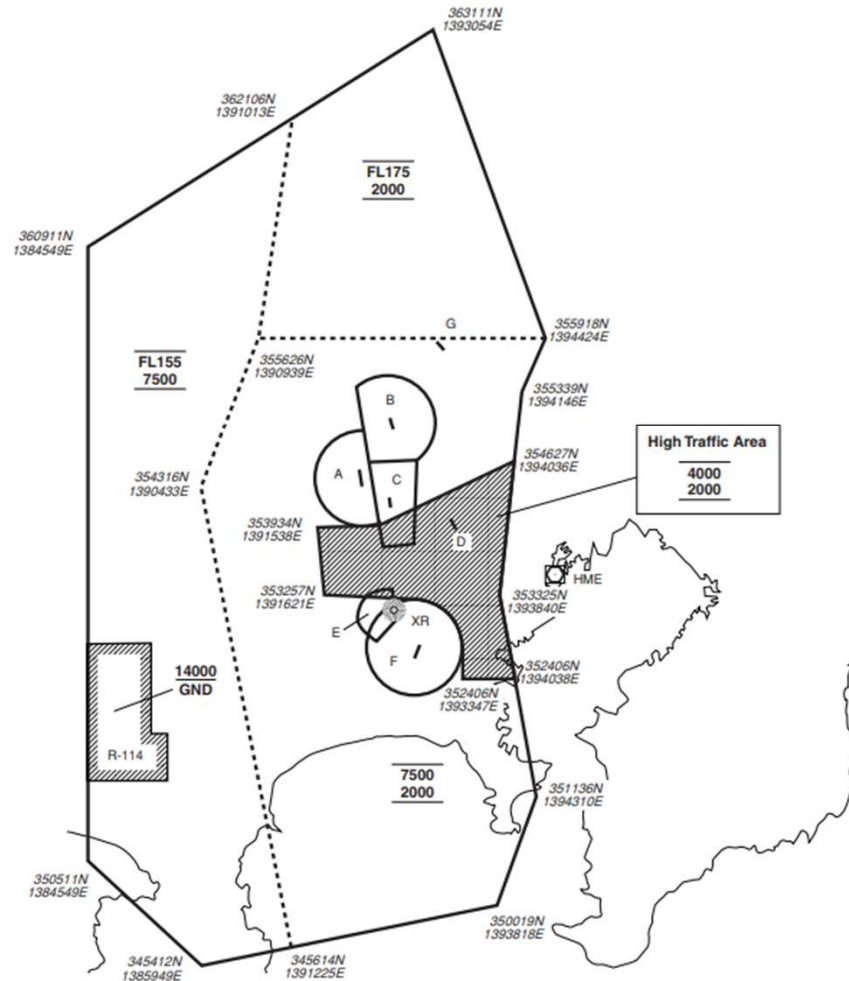 363111N
1393054E
362106N
1391013E
FL175
2000
360911N
1384549E
G
355918N
1394424E
FL155
7500
355626N
1390939E
355339N
1394146E
B
High Traffic Area
4000
2000
354627N
1394036E
A
C
354316N
1390433E
353934N
1391538E
D
HME
353257N
1391621E
353325N
1393840E
XR
E
F
14000
GND
352406N
1394038E
352406N
1393347E
R-114
7500
2000
351136N
1394310E
350511N
1384549E
350019N
1393818E
345412N
1385949E
345614N
1391225E